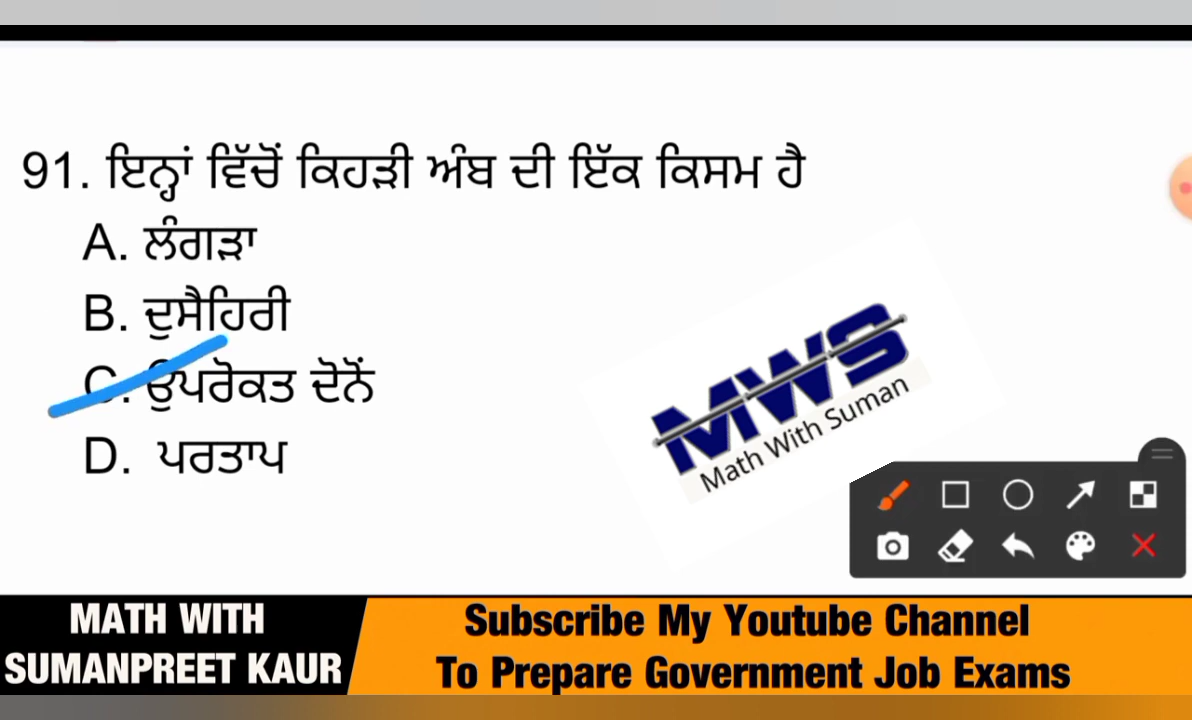 91. ਇਨ੍ਹਾਂ ਵਿੱਚੋਂ ਕਿਹੜੀ ਅੰਬ ਦੀ ਇੱਕ ਕਿਸਮ ਹੈ
A. ਲੰਗੜਾ
B. ਦੁਸੈਹਿਰੀ
C. ਉਪਰੋਕਤ ਦੋਨੋਂ
D. ਪਰਤਾਪ
MWS
Math With Suman
MATH WITH
SUMANPREET KAUR
Subscribe My Youtube Channel
To Prepare Government Job Exams